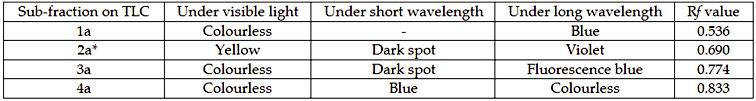 Sub-fraction on TLC Under visible light Under short wavelength Under long wavelength Rf value
1a Colourless - Blue 0.536
2a* Yellow Dark spot Violet 0.690
3a Colourless Dark spot Fluorescence blue 0.774
4a Colourless Blue Colourless 0.833